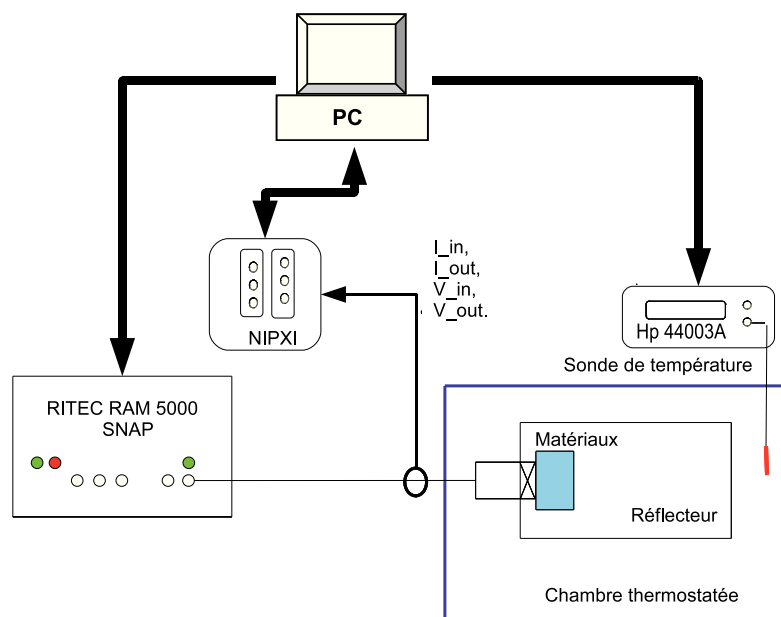 PC
I_in,
I_out,
V_in,
V_out.
NIPXI
Hp 44003A
Sonde de température
RITEC RAM 5000
SNAP
Matériaux
Réflecteur
Chambre thermostatée